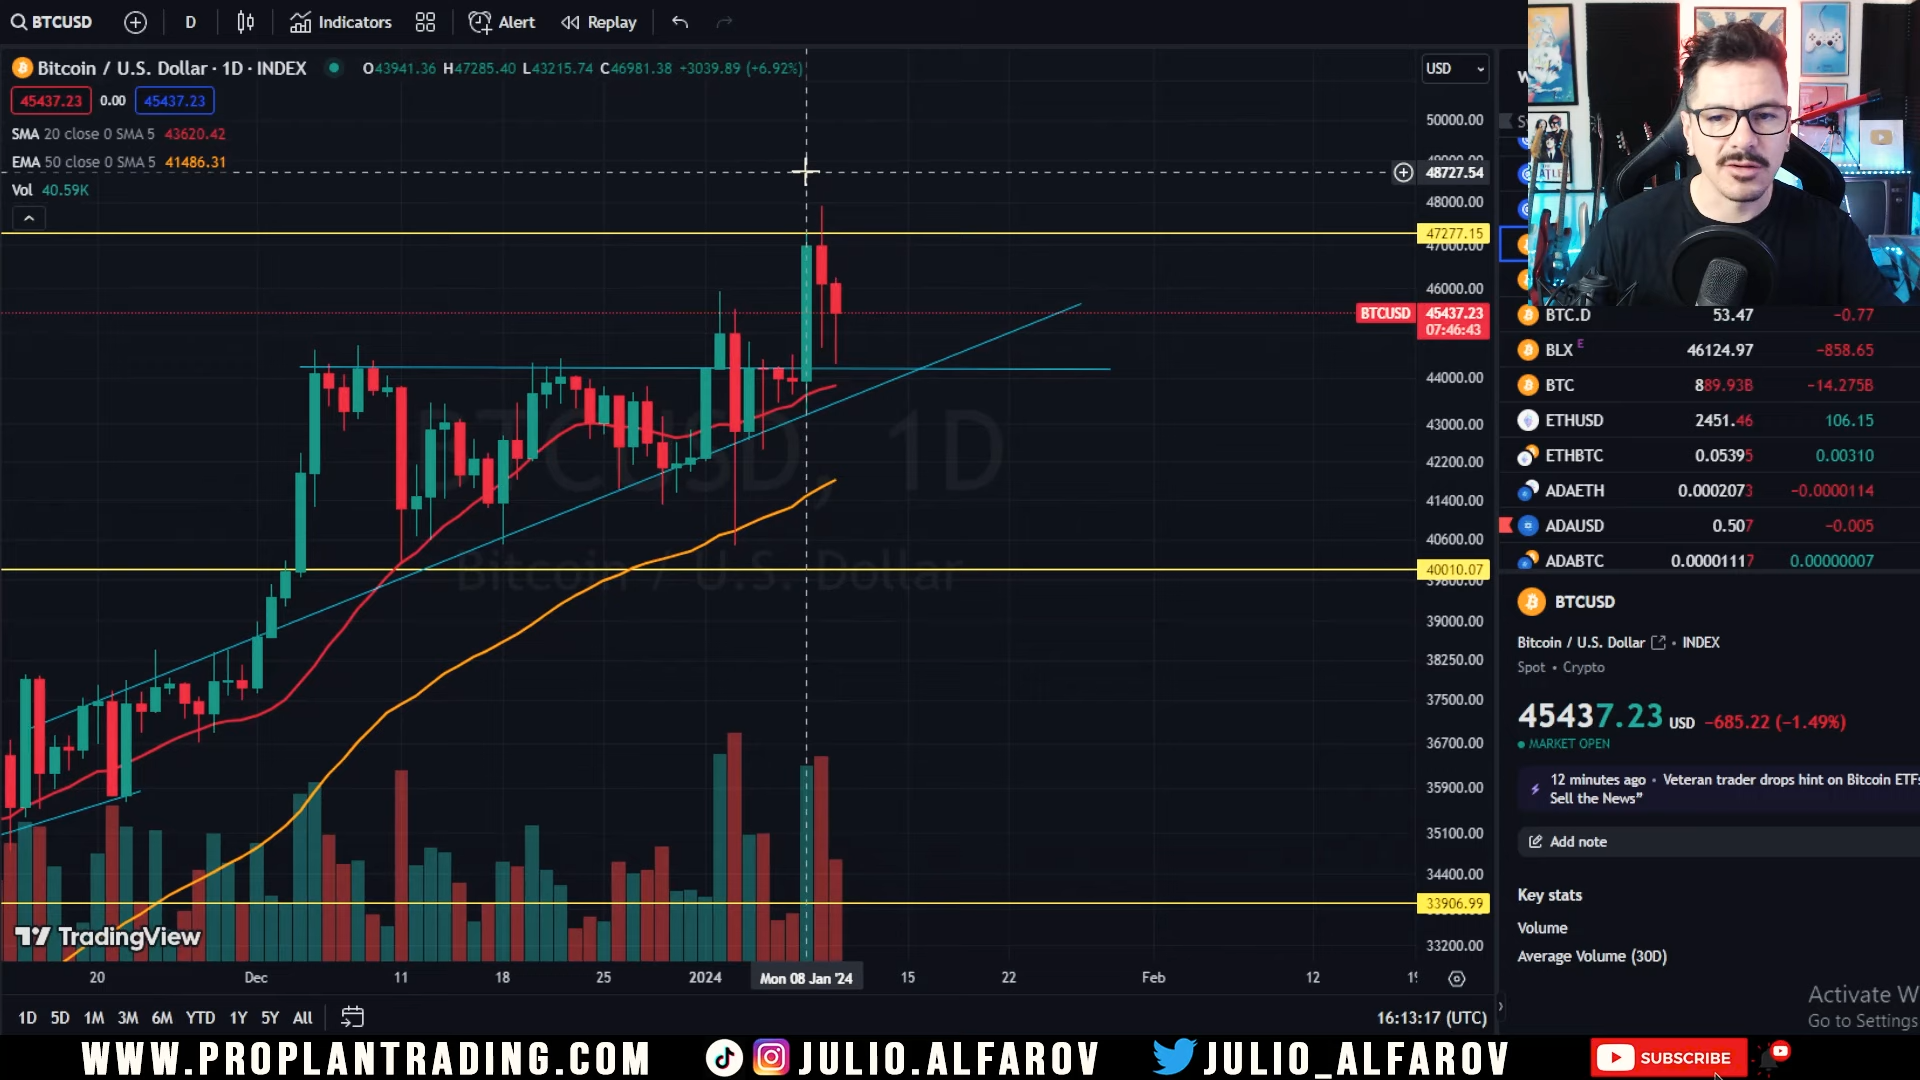 BTCUSD D Indicators Alert Replay
Bitcoin / U.S. Dollar · 1D · INDEX O43941.36 H47285.40 L43215.74 C46981.38 +3039.89 (+6.92%) USD
45437.23 0.00 45437.23
SMA 20 close 0 SMA 5 43620.42
EMA 50 close 0 SMA 5 41486.31
Vol 40.59K
50000.00
48727.54
48000.00
47277.15
47000.00
46000.00
BTCUSD 45437.23
07:46:43
44000.00
43000.00
42200.00
41400.00
40600.00
40010.07
39800.00
39000.00
38250.00
37500.00
36700.00
35900.00
35100.00
34400.00
33906.99
33200.00
BTCUSD, 1D
Bitcoin / U.S. Dollar
TradingView
20 Dec 11 18 25 2024 Mon 08 Jan '24 15 22 Feb 12
1D 5D 1M 3M 6M YTD 1Y 5Y All 16:13:17 (UTC)
BTC.D 53.47 −0.77
BLX E 46124.97 −858.65
BTC 889.93B −14.275B
ETHUSD 2451.46 106.15
ETHBTC 0.05395 0.00310
ADAETH 0.0002073 −0.0000114
ADAUSD 0.507 −0.005
ADABTC 0.00001117 0.00000007
BTCUSD
Bitcoin / U.S. Dollar • INDEX
Spot • Crypto
45437.23 USD −685.22 (−1.49%)
MARKET OPEN
12 minutes ago • Veteran trader drops hint on Bitcoin ETFs
Sell the News”
Add note
Key stats
Volume
Average Volume (30D)
Activate W
Go to Settings
WWW.PROPLANTRADING.COM JULIO.ALFAROV JULIO_ALFAROV SUBSCRIBE